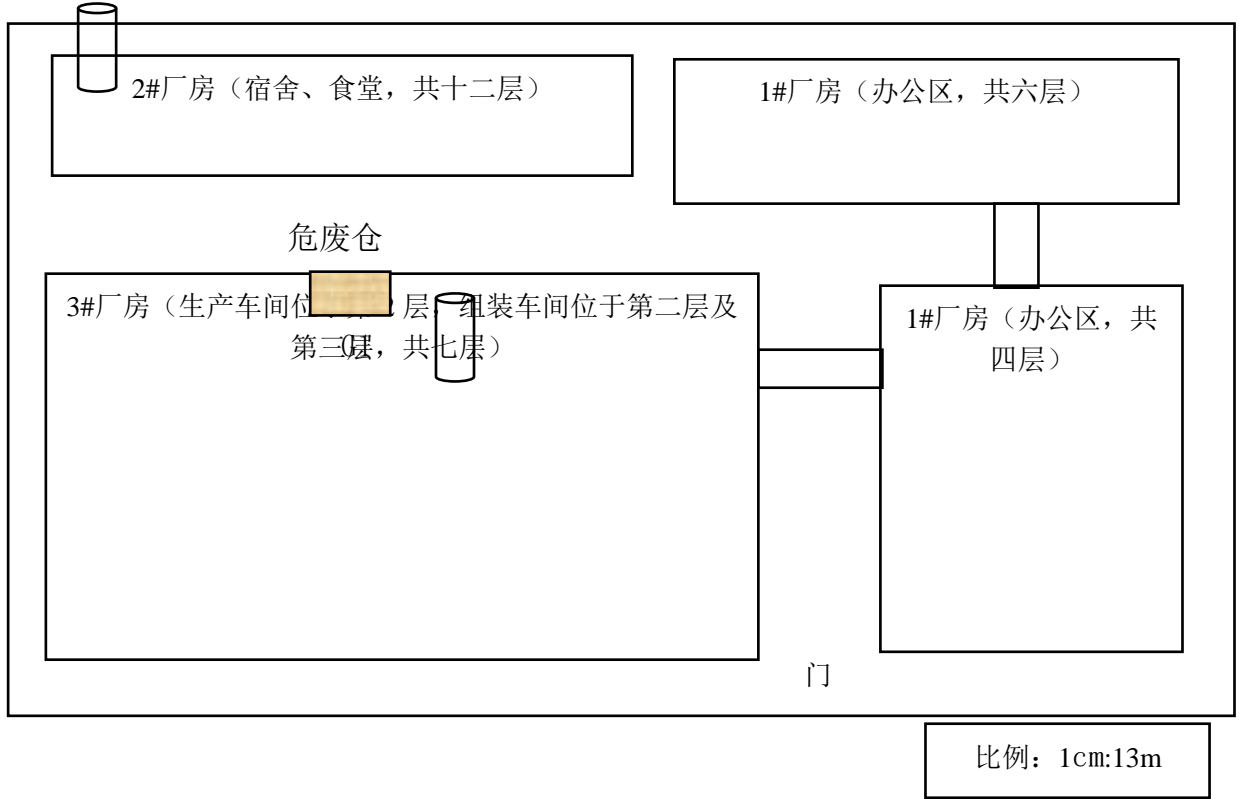 2#厂房（宿舍、食堂，共十二层）
1#厂房（办公区，共六层）
危废仓
3#厂房（生产车间位 2 层，组装车间位于第二层及
第三层，共七层）
1#厂房（办公区，共
四层）
门
比例：1cm:13m